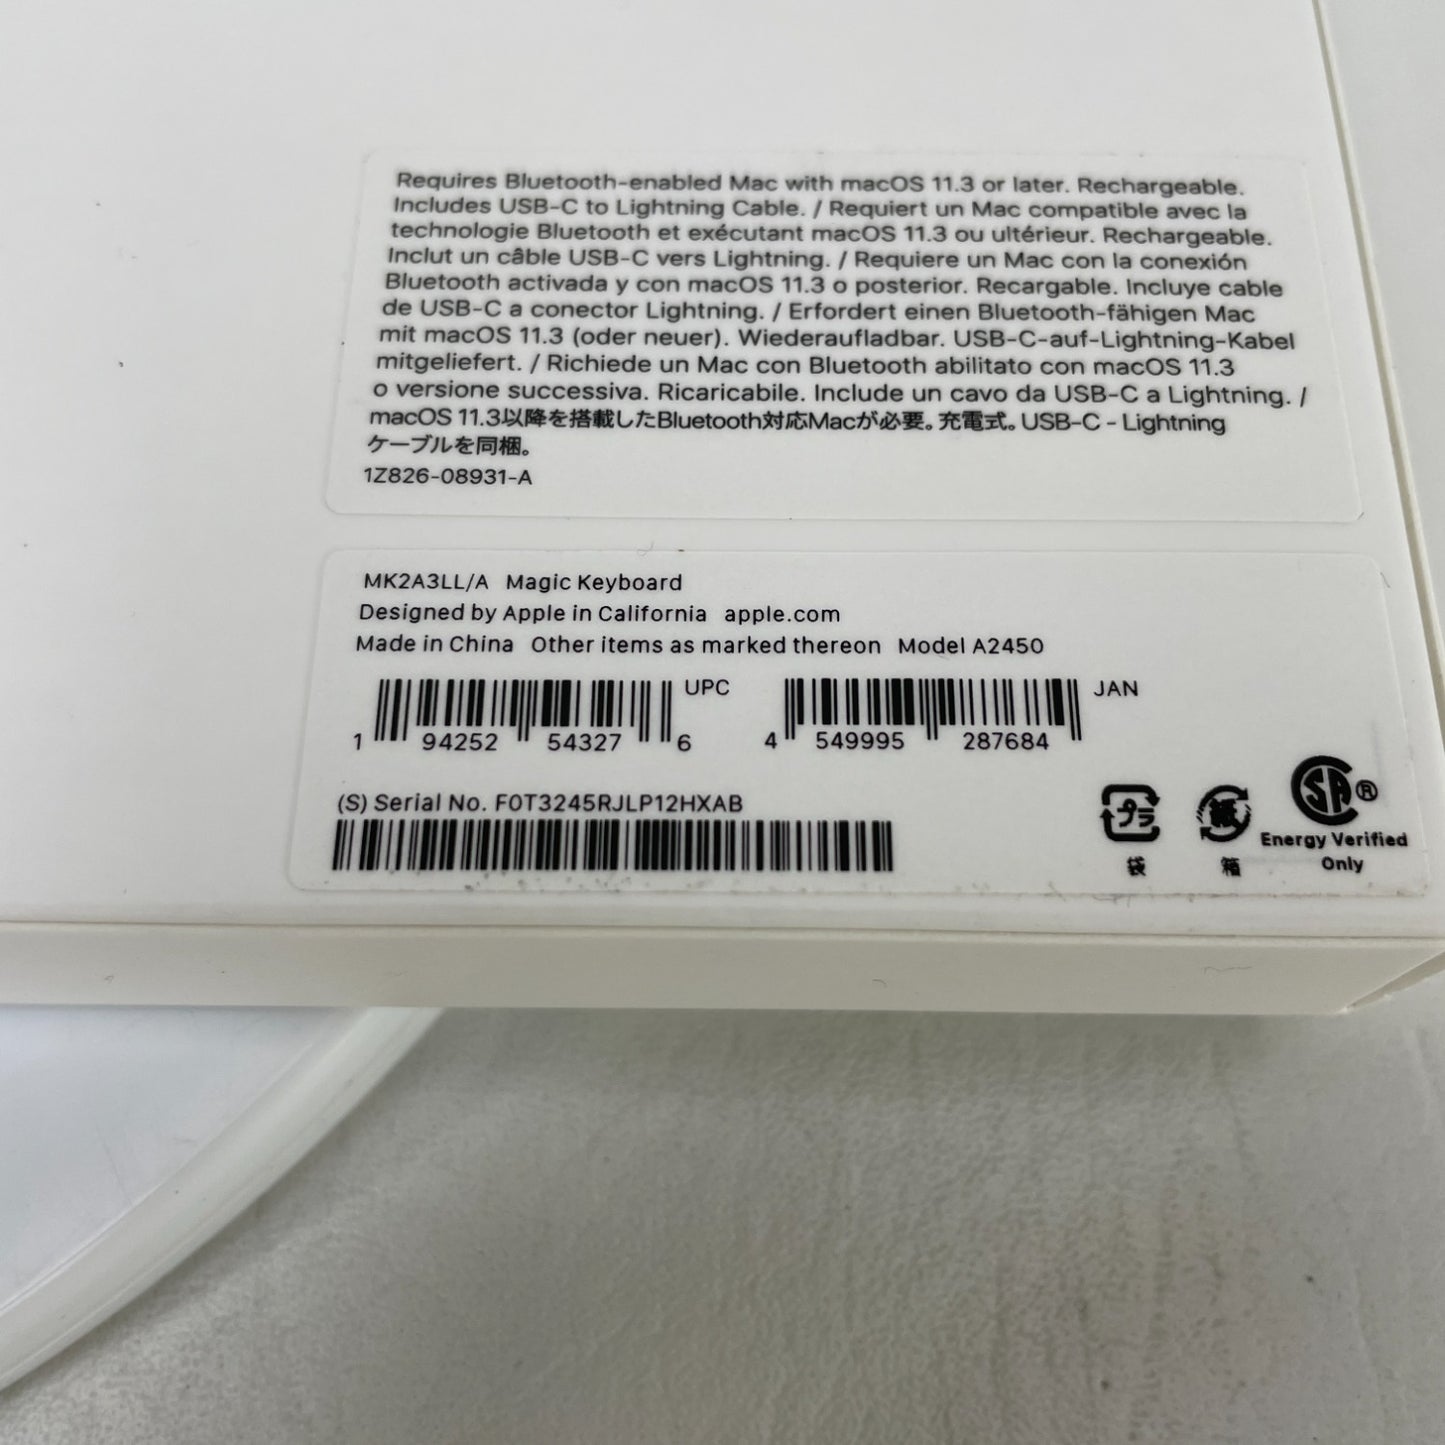 Requires Bluetooth-enabled Mac with macOS 11.3 or later. Rechargeable.
Includes USB-C to Lightning Cable. / Requiert un Mac compatible avec la
technologie Bluetooth et exécutant macOS 11.3 ou ultérieur. Rechargeable.
Inclut un câble USB-C vers Lightning. / Requiere un Mac con la conexión
Bluetooth activada y con macOS 11.3 o posterior. Recargable. Incluye cable
de USB-C a conector Lightning. / Erfordert einen Bluetooth-fähigen Mac
mit macOS 11.3 (oder neuer). Wiederaufladbar. USB-C-auf-Lightning-Kabel
mitgeliefert. / Richiede un Mac con Bluetooth abilitato con macOS 11.3
o versione successiva. Ricaricabile. Include un cavo da USB-C a Lightning. /
macOS 11.3以降を搭載したBluetooth対応Macが必要。充電式。USB-C - Lightning
ケーブルを同梱。
1Z826-08931-A
MK2A3LL/A Magic Keyboard
Designed by Apple in California apple.com
Made in China Other items as marked thereon Model A2450
UPC
1 94252 54327 6
JAN
4 549995 287684
(S) Serial No. F0T3245RJLP12HXAB
プラ
袋
紙
箱
SA®
Energy Verified
Only